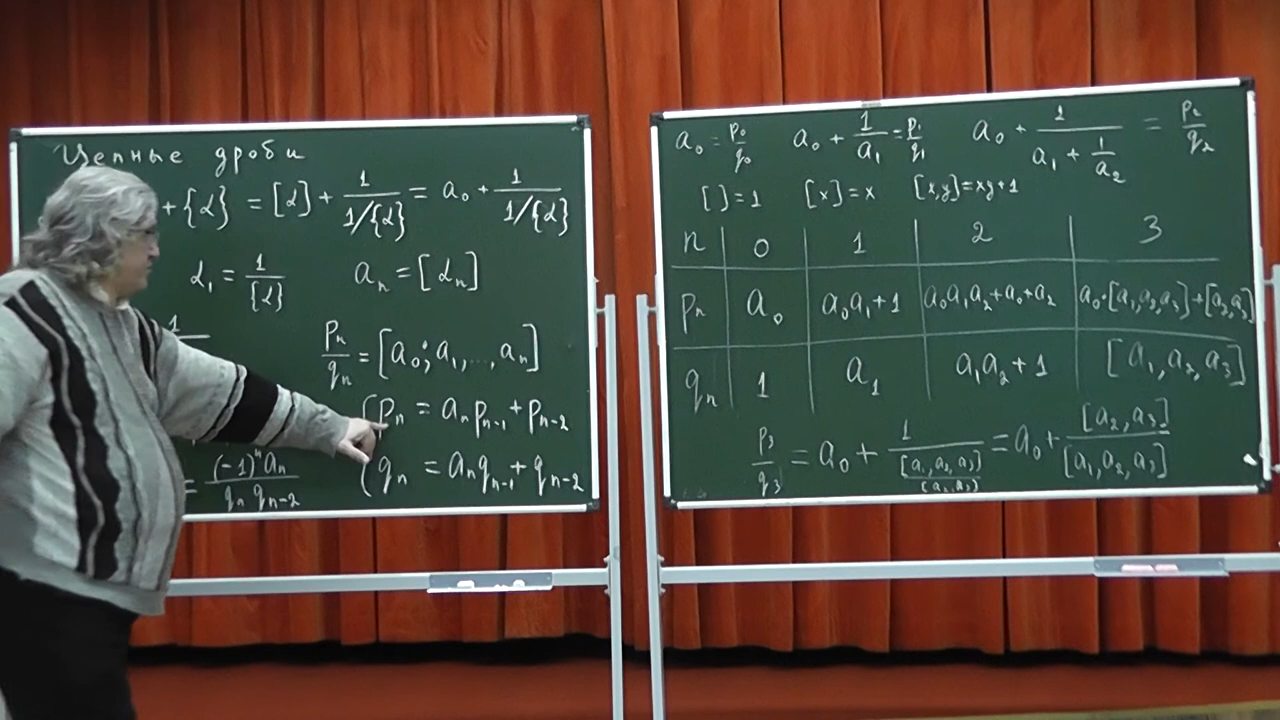 Цепные дроби
+ {α} = [α] + 1/(1/{α}) = a₀ + 1/(1/{α})
α₁ = 1/{α} aₙ = [αₙ]
1
pₙ/qₙ = [a₀; a₁, ..., aₙ]
pₙ = aₙpₙ₋₁ + pₙ₋₂
qₙ = aₙqₙ₋₁ + qₙ₋₂
= (-1)ⁿaₙ/(qₙqₙ₋₂)
a₀ = p₀/q₀ a₀ + 1/a₁ = p₁/q₁ a₀ + 1/(a₁ + 1/a₂) = p₂/q₂
[ ] = 1 [x] = x [x,y] = xy + 1
n 0 1 2 3
pₙ a₀ a₀a₁ + 1 a₀a₁a₂ + a₀ + a₂ a₀·[a₁, a₂, a₃] + [a₂, a₃]
qₙ 1 a₁ a₁a₂ + 1 [a₁, a₂, a₃]
p₃/q₃ = a₀ + 1/([a₁, a₂, a₃]/[a₂, a₃]) = a₀ + [a₂, a₃]/[a₁, a₂, a₃]